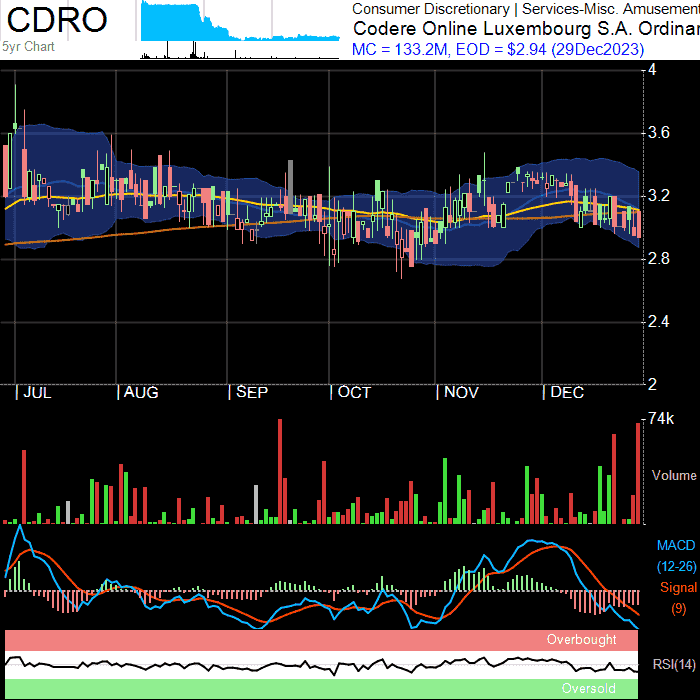 CDRO
5yr Chart
Consumer Discretionary | Services-Misc. Amusement
Codere Online Luxembourg S.A. Ordinar
MC = 133.2M, EOD = $2.94 (29Dec2023)
4
3.6
3.2
2.8
2.4
2
| JUL | AUG | SEP | OCT | NOV | DEC
74k
Volume
MACD
(12-26)
Signal
(9)
Overbought
RSI(14)
Oversold